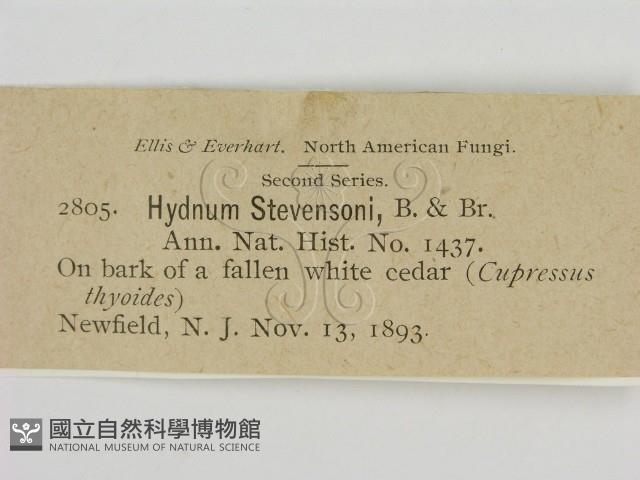 Ellis & Everhart. North American Fungi.
Second Series.
2805. Hydnum Stevensoni, B. & Br.
Ann. Nat. Hist. No. 1437.
On bark of a fallen white cedar (Cupressus
thyoides)
Newfield, N. J. Nov. 13, 1893.
國立自然科學博物館
NATIONAL MUSEUM OF NATURAL SCIENCE